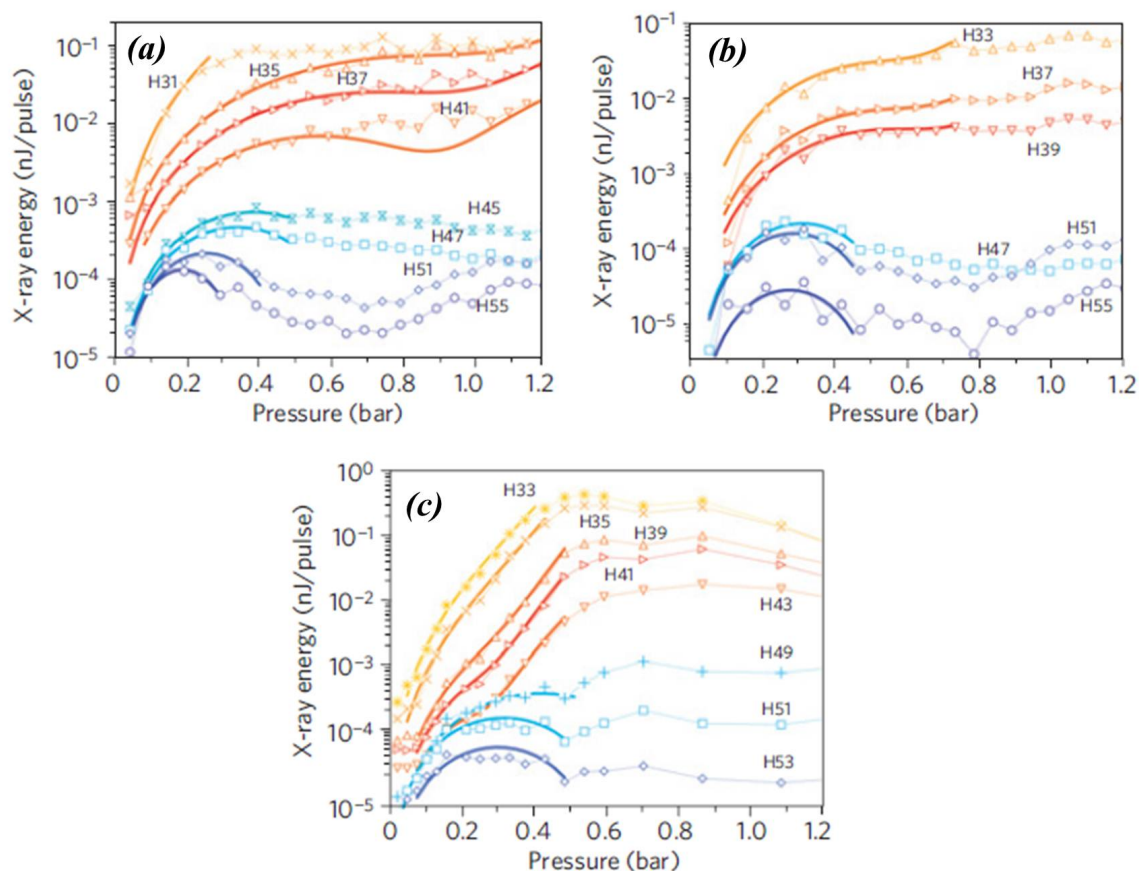 (a)
X-ray energy (nJ/pulse)
10⁻¹
10⁻²
10⁻³
10⁻⁴
10⁻⁵
H31
H35
H37
H41
H45
H47
H51
H55
0 0.2 0.4 0.6 0.8 1.0 1.2
Pressure (bar)
(b)
X-ray energy (nJ/pulse)
10⁻¹
10⁻²
10⁻³
10⁻⁴
10⁻⁵
H33
H37
H39
H51
H47
H55
0 0.2 0.4 0.6 0.8 1.0 1.2
Pressure (bar)
(c)
X-ray energy (nJ/pulse)
10⁰
10⁻¹
10⁻²
10⁻³
10⁻⁴
10⁻⁵
H33
H35
H39
H41
H43
H49
H51
H53
0 0.2 0.4 0.6 0.8 1.0 1.2
Pressure (bar)